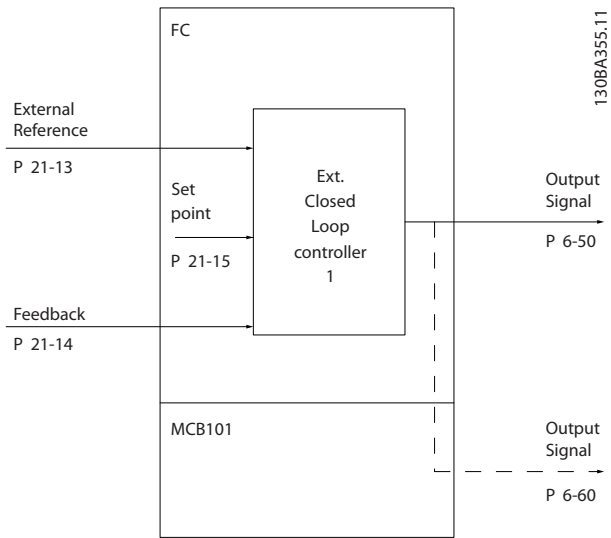 FC
130BA355.11
External
Reference
P 21-13
Set
point
P 21-15
Ext.
Closed
Loop
controller
1
Output
Signal
P 6-50
Feedback
P 21-14
MCB101
Output
Signal
P 6-60